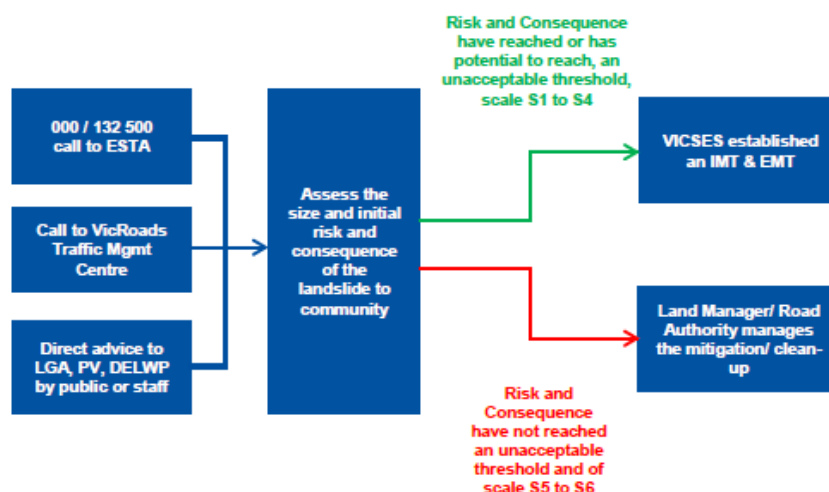 Risk and Consequence
have reached or has
potential to reach, an
unacceptable threshold,
scale S1 to S4
000 / 132 500
call to ESTA
Call to VicRoads
Traffic Mgmt
Centre
Direct advice to
LGA, PV, DELWP
by public or staff
Assess the
size and initial
risk and
consequence
of the
landslide to
community
VICSES established
an IMT & EMT
Land Manager/ Road
Authority manages
the mitigation/ clean-
up
Risk and
Consequence
have not reached
an unacceptable
threshold and of
scale S5 to S6